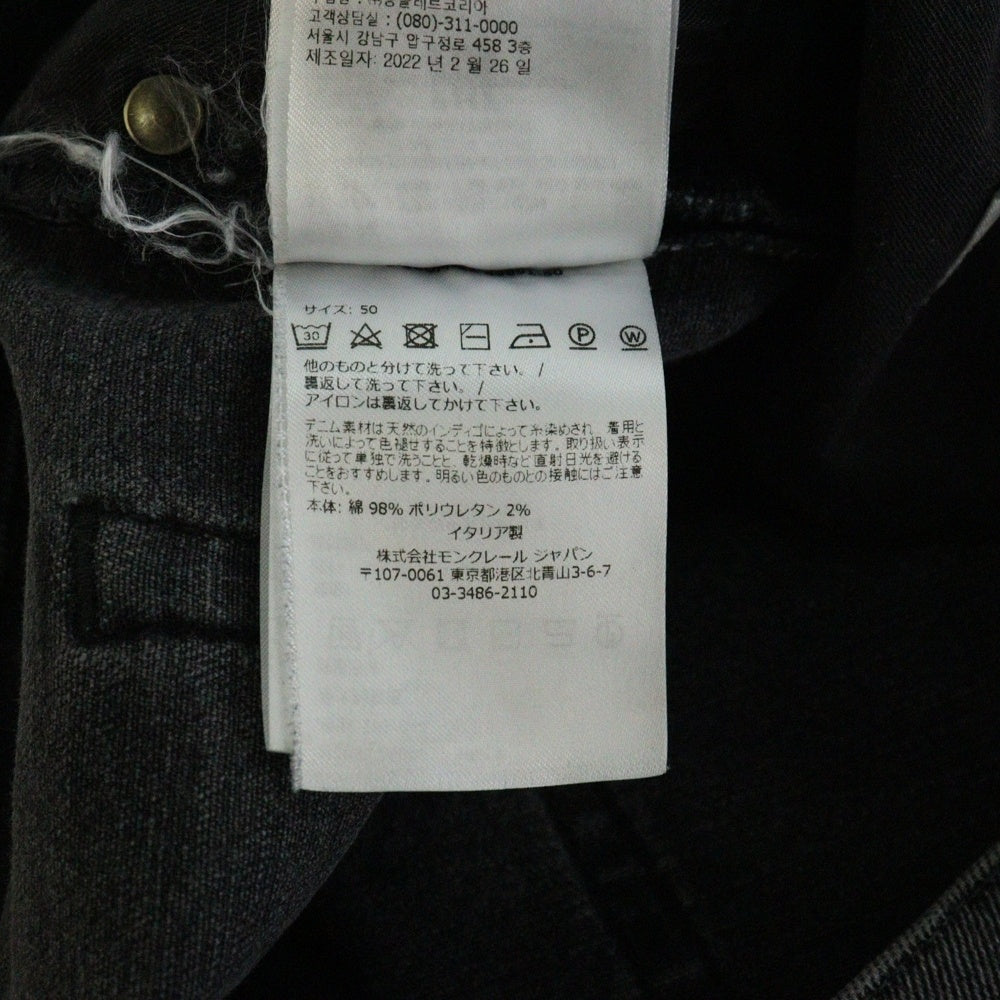 고객상담실 : (080)-311-0000
서울시 강남구 압구정로 458 3층
제조일자: 2022 년 2 월 26 일
サイズ: 50
30 P W
他のものと分けて洗って下さい。 /
裏返して洗って下さい。 /
アイロンは裏返してかけて下さい。
デニム素材は天然のインディゴによって糸染めされ、着用と
洗いによって色褪せすることを特徴とします。取り扱い表示
に従って単独で洗うことと、乾燥時など直射日光を避ける
ことをおすすめします。明るい色のものとの接触にはご注意
下さい。
本体: 綿 98% ポリウレタン 2%
イタリア製
株式会社モンクレール ジャパン
〒107-0061 東京都港区北青山3-6-7
03-3486-2110